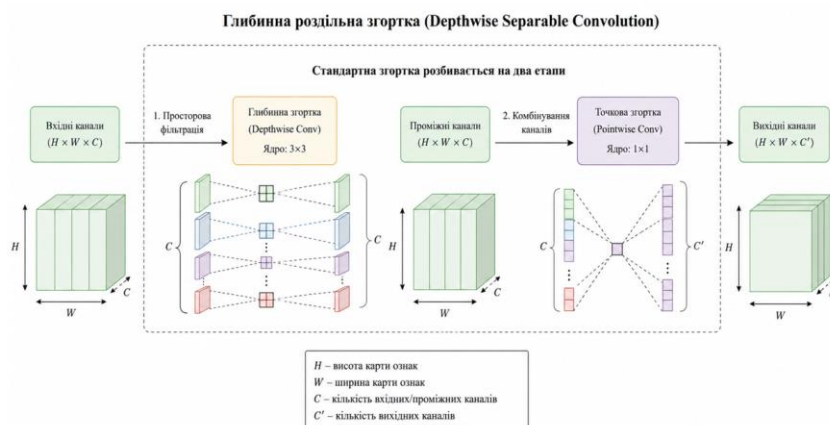 Глибинна роздільна згортка (Depthwise Separable Convolution)
Стандартна згортка розбивається на два етапи
Вхідні канали
(H × W × C)
1. Просторова
фільтрація
Глибинна згортка
(Depthwise Conv)
Ядро: 3×3
Проміжні канали
(H × W × C)
2. Комбінування
каналів
Точкова згортка
(Pointwise Conv)
Ядро: 1×1
Вихідні канали
(H × W × C′)
H
W
C
C
C
H
W
C
C
C′
H
W
C
H – висота карти ознак
W – ширина карти ознак
C – кількість вхідних/проміжних каналів
C′ – кількість вихідних каналів